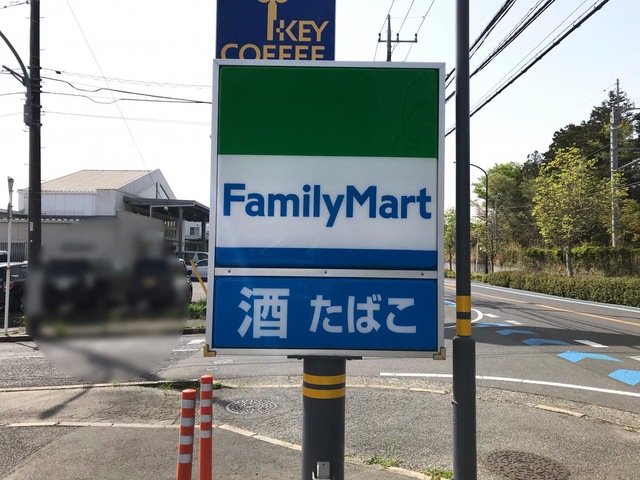 KEY
COFFEE
FamilyMart
酒 たばこ